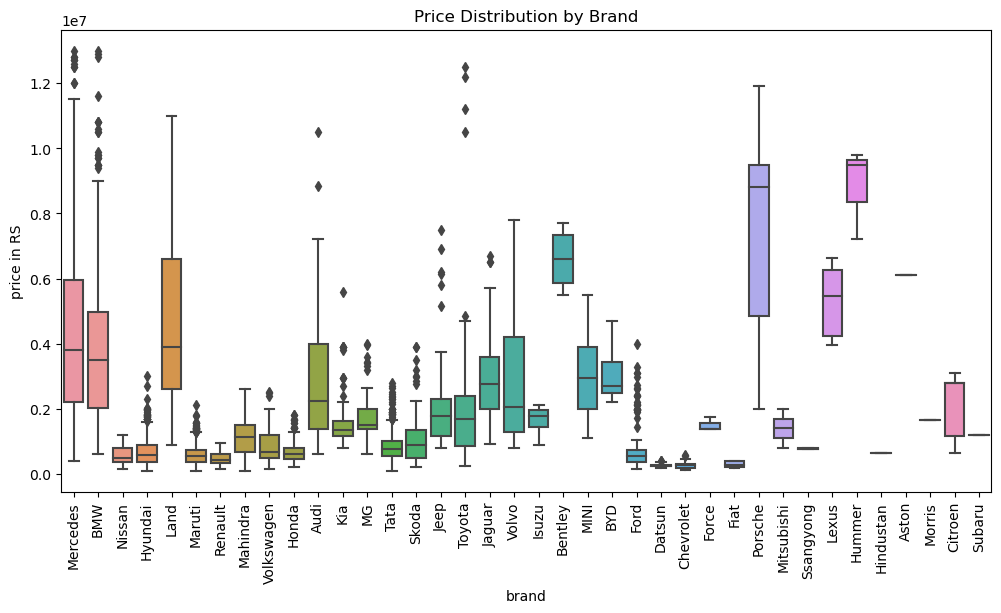 Price Distribution by Brand
1e7
1.2
1.0
0.8
0.6
0.4
0.2
0.0
price in RS
Mercedes
BMW
Nissan
Hyundai
Land
Maruti
Renault
Mahindra
Volkswagen
Honda
Audi
Kia
MG
Tata
Skoda
Jeep
Toyota
Jaguar
Volvo
Isuzu
Bentley
MINI
BYD
Ford
Datsun
Chevrolet
Force
Fiat
Porsche
Mitsubishi
Ssangyong
Lexus
Hummer
Hindustan
Aston
Morris
Citroen
Subaru
brand